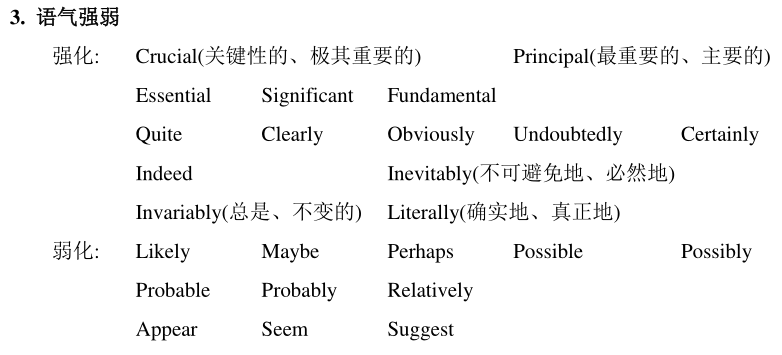 3. 语气强弱
强化: Crucial(关键性的、极其重要的) Principal(最重要的、主要的)
Essential Significant Fundamental
Quite Clearly Obviously Undoubtedly Certainly
Indeed Inevitably(不可避免地、必然地)
Invariably(总是、不变的) Literally(确实地、真正地)
弱化: Likely Maybe Perhaps Possible Possibly
Probable Probably Relatively
Appear Seem Suggest